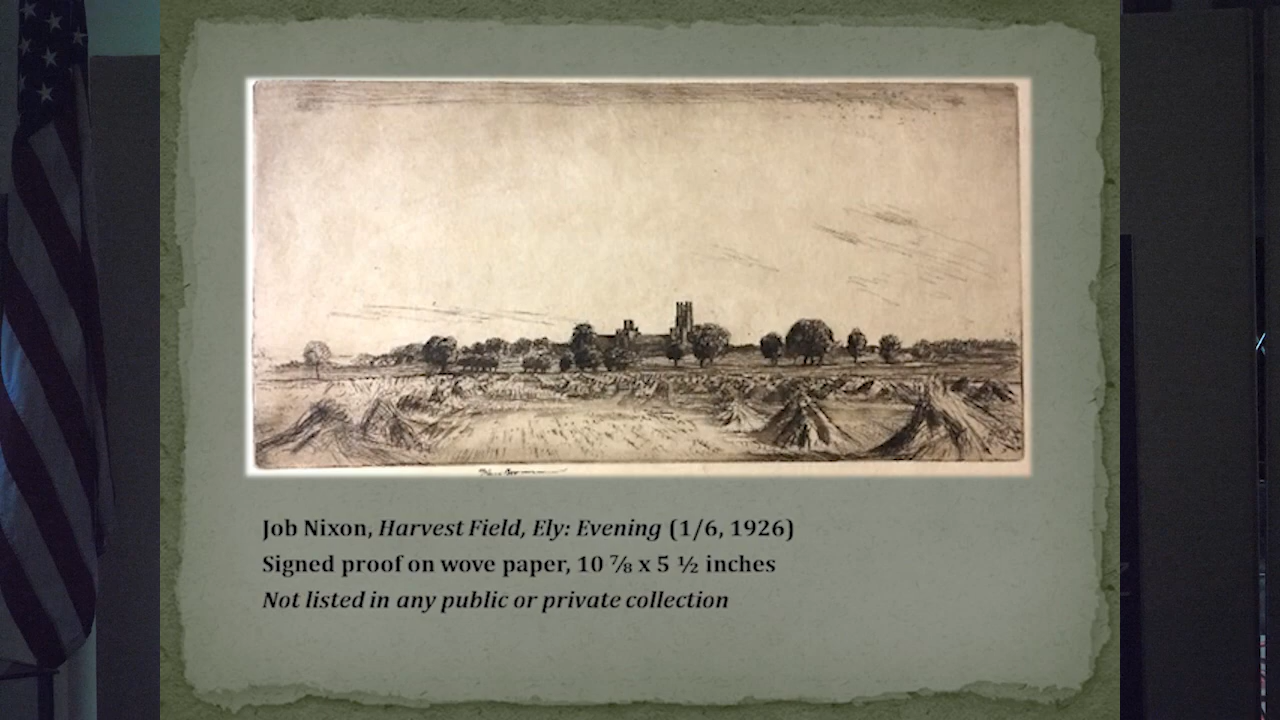 Job Nixon, Harvest Field, Ely: Evening (1/6, 1926)
Signed proof on wove paper, 10 ⅞ x 5 ½ inches
Not listed in any public or private collection